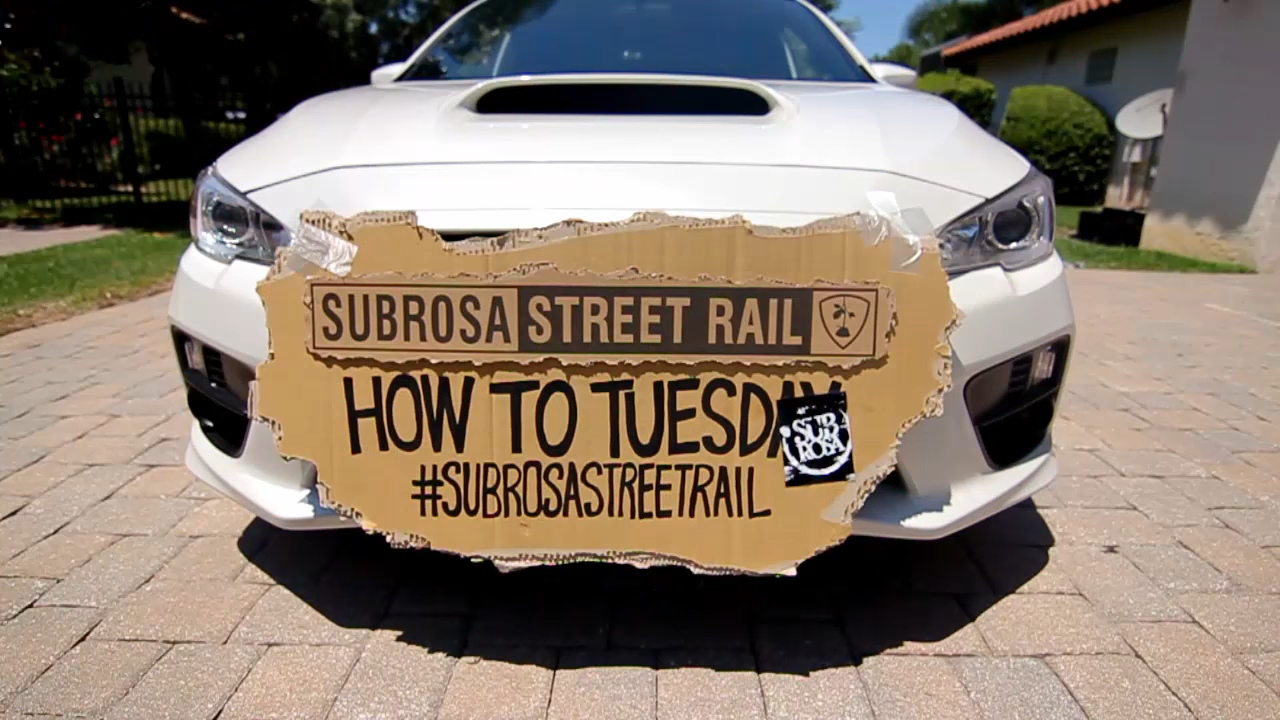 SUBROSA STREET RAIL
HOW TO TUESDAY
#SUBROSASTREETRAIL
SUB
ROSA